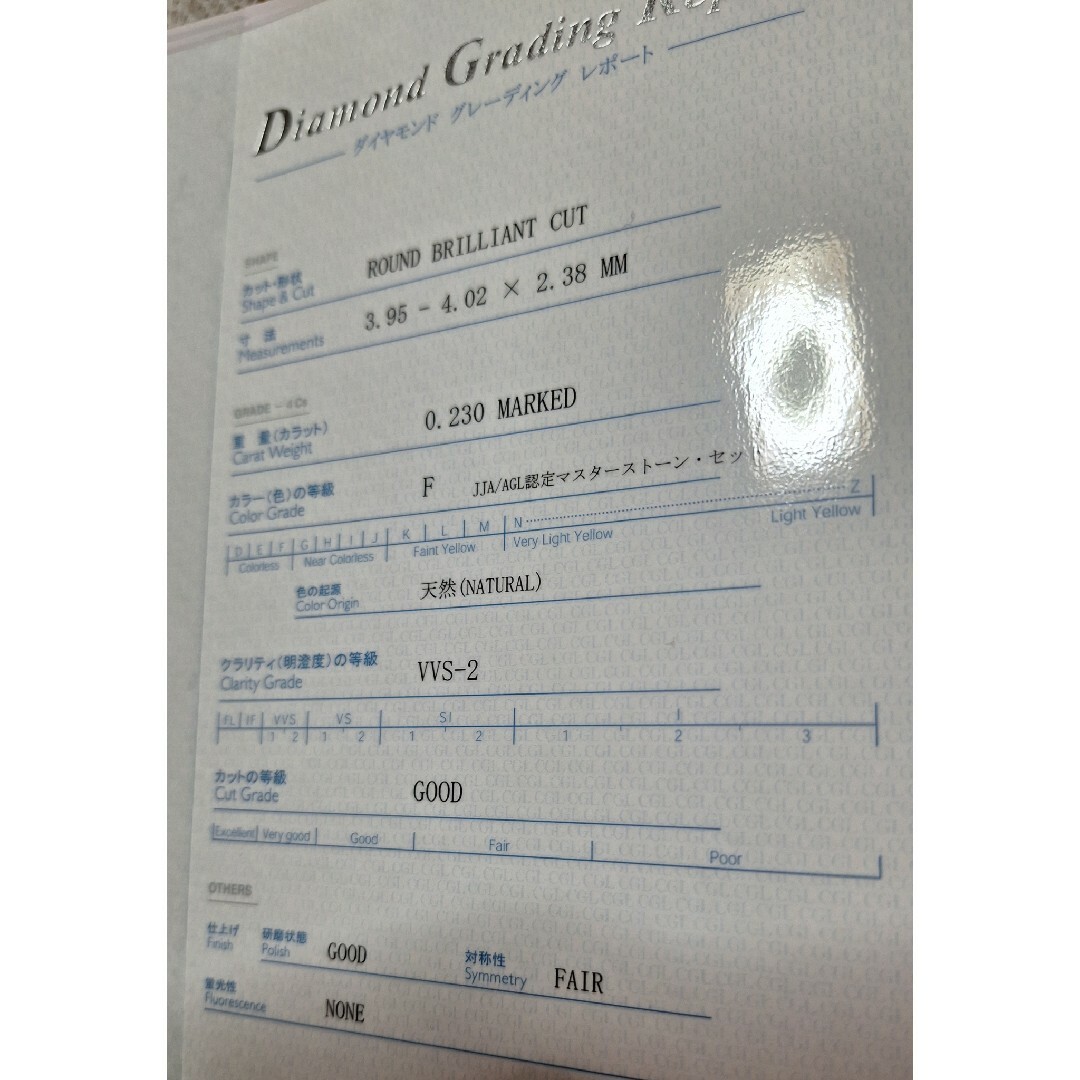 Diamond Grading
ダイヤモンド グレーディング レポート
SHAPE
カット・形状
Shape & Cut
ROUND BRILLIANT CUT
寸 法
Measurements
3.95 - 4.02 × 2.38 MM
GRADE - 4Cs
重 量(カラット)
Carat Weight
0.230 MARKED
カラー(色)の等級
Color Grade
F JJA/AGL認定マスターストーン・セッ
D E F G H I J K L M N Z
Colorless Near Colorless Faint Yellow Very Light Yellow Light Yellow
色の起源
Color Origin
天然(NATURAL)
クラリティ(明澄度)の等級
Clarity Grade
VVS-2
FL IF VVS VS SI I
1 2 1 2 1 2 1 2 3
カットの等級
Cut Grade
GOOD
Excellent Very good Good Fair Poor
OTHERS
仕上げ
Finish
研磨状態
Polish
GOOD
対称性
Symmetry
FAIR
蛍光性
Fluorescence
NONE